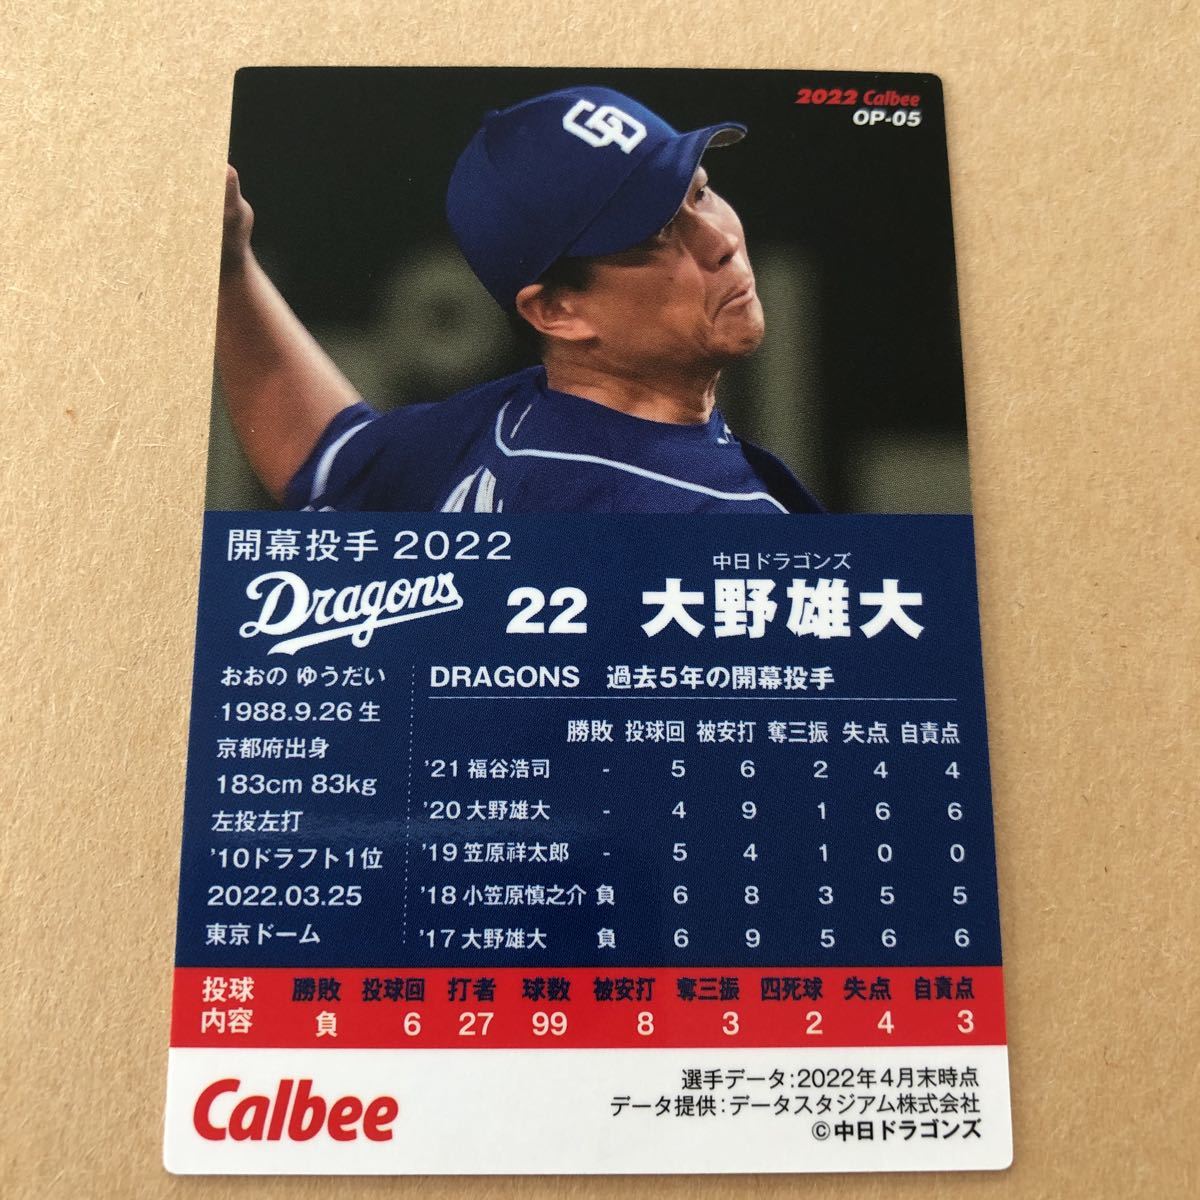 2022 Calbee
OP-05
開幕投手 2022
中日ドラゴンズ
Dragons 22 大野雄大
おおの ゆうだい
1988.9.26生
京都府出身
183cm 83kg
左投左打
'10ドラフト1位
2022.03.25
東京ドーム
DRAGONS 過去5年の開幕投手
勝敗 投球回 被安打 奪三振 失点 自責点
'21 福谷浩司 - 5 6 2 4 4
'20 大野雄大 - 4 9 1 6 6
'19 笠原祥太郎 - 5 4 1 0 0
'18 小笠原慎之介 負 6 8 3 5 5
'17 大野雄大 負 6 9 5 6 6
投球内容 勝敗 投球回 打者 球数 被安打 奪三振 四死球 失点 自責点
負 6 27 99 8 3 2 4 3
Calbee
選手データ:2022年4月末時点
データ提供:データスタジアム株式会社
©中日ドラゴンズ